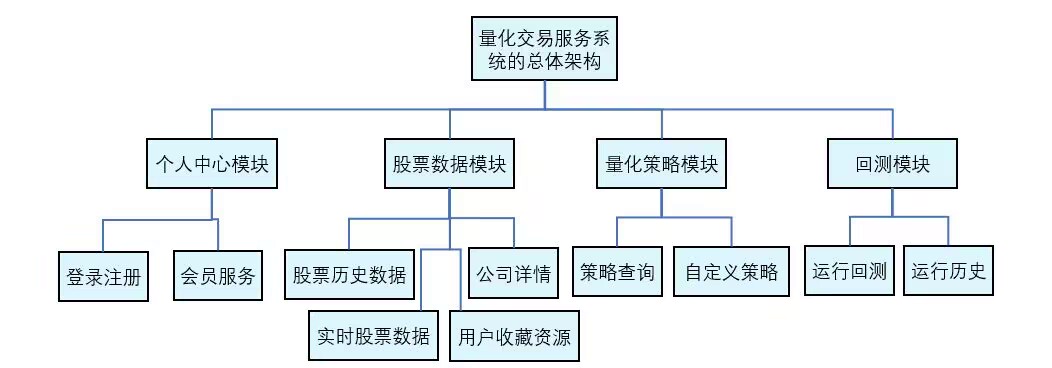 量化交易服务系
统的总体架构
个人中心模块
股票数据模块
量化策略模块
回测模块
登录注册
会员服务
股票历史数据
公司详情
策略查询
自定义策略
运行回测
运行历史
实时股票数据
用户收藏资源